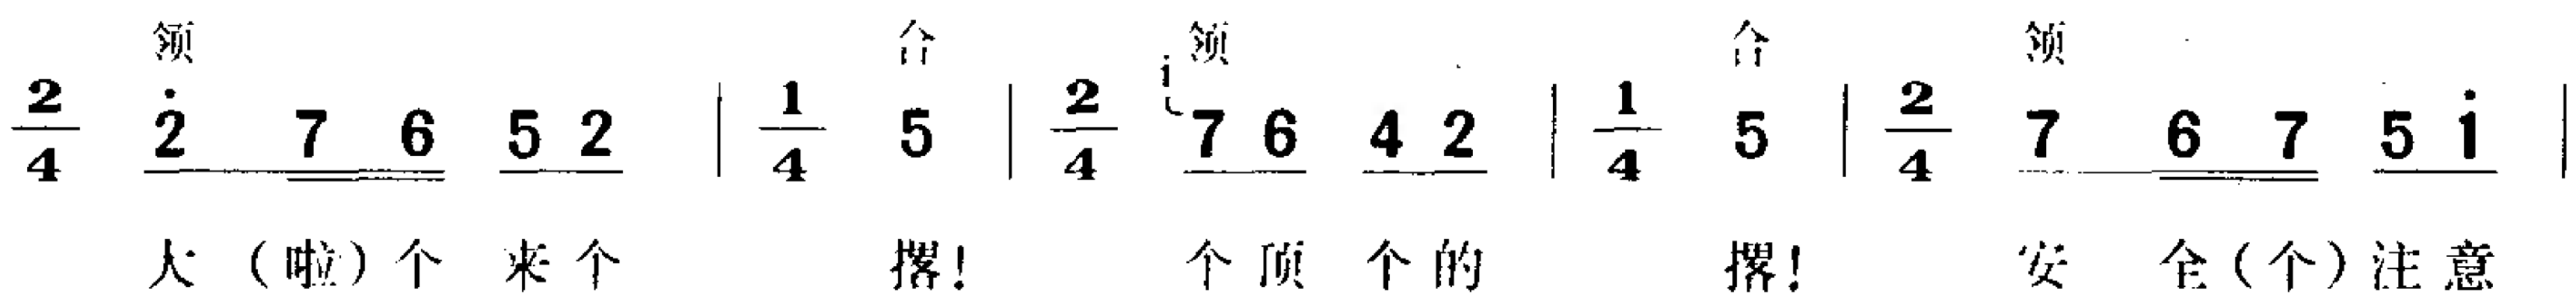 领 合 领 合 领
2/4 2̇ 7 6 5 2 | 1/4 5 | 2/4 i 7 6 4 2 | 1/4 5 | 2/4 7 6 7 5 i |
大（啦）个 来个 撂！ 个顶 个的 撂！ 安 全（个）注意